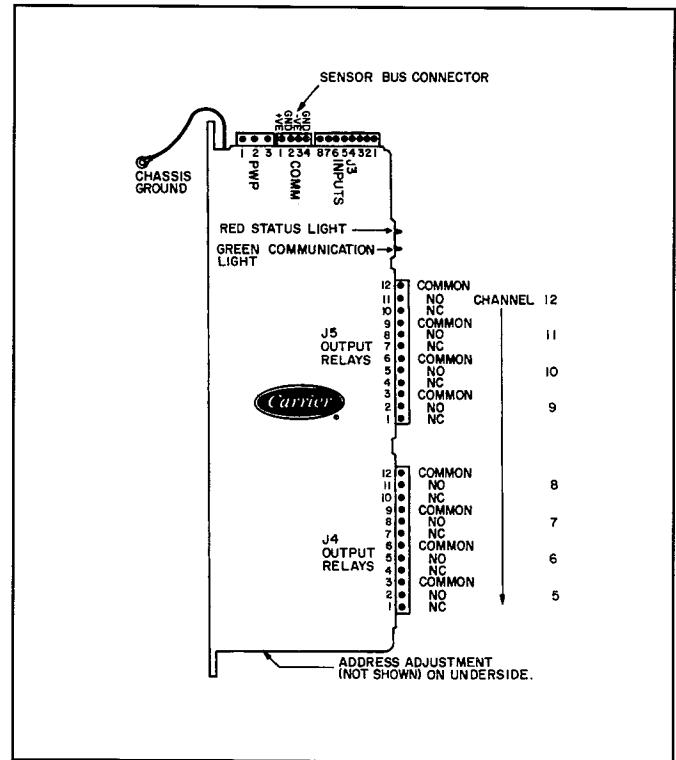 SENSOR BUS CONNECTOR
+VE
GND
-VE
GND
1 2 3
1 2 3 4
8 7 6 5 4 3 2 1
PWP
COMM
J3
INPUTS
CHASSIS
GROUND
RED STATUS LIGHT
GREEN COMMUNICATION
LIGHT
12 COMMON
11 NO CHANNEL 12
10 NC
9 COMMON
8 NO 11
7 NC
6 COMMON
5 NO 10
4 NC
3 COMMON
2 NO 9
1 NC
J5
OUTPUT
RELAYS
Carrier
12 COMMON
11 NO 8
10 NC
9 COMMON
8 NO 7
7 NC
6 COMMON
5 NO 6
4 NC
3 COMMON
2 NO 5
1 NC
J4
OUTPUT
RELAYS
ADDRESS ADJUSTMENT
(NOT SHOWN) ON UNDERSIDE.